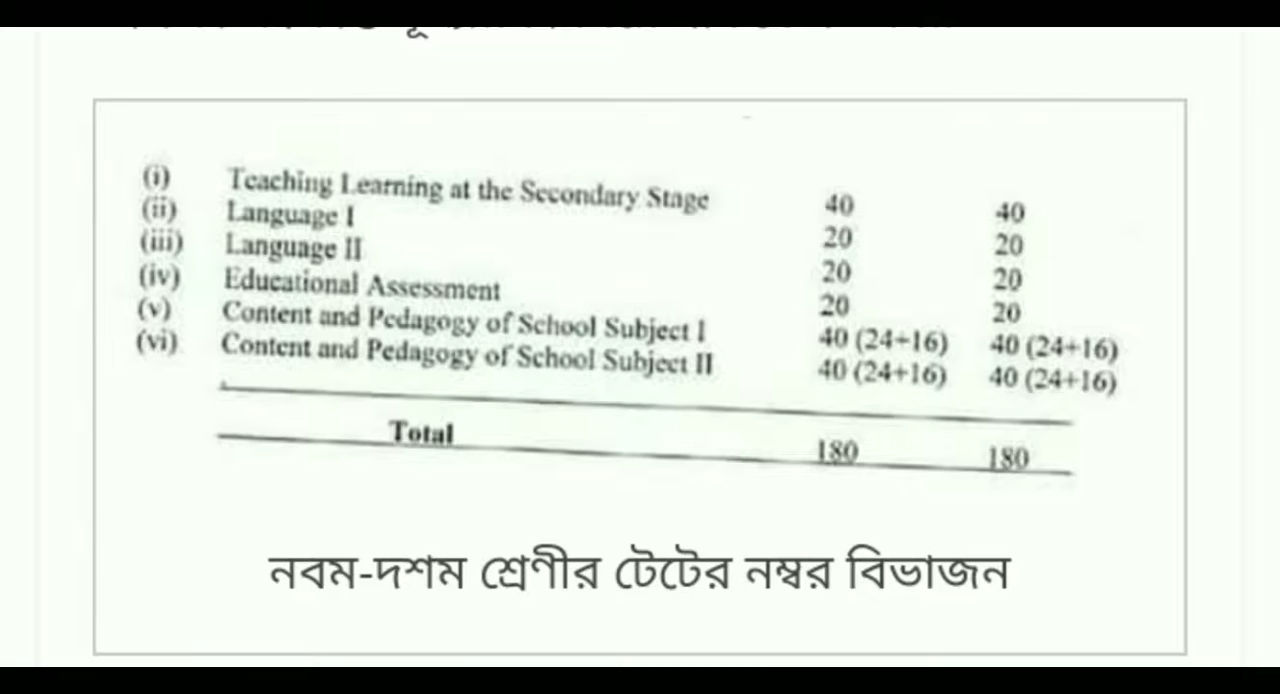 (i) Teaching Learning at the Secondary Stage 40 40
(ii) Language I 20 20
(iii) Language II 20 20
(iv) Educational Assessment 20 20
(v) Content and Pedagogy of School Subject I 40 (24+16) 40 (24+16)
(vi) Content and Pedagogy of School Subject II 40 (24+16) 40 (24+16)
Total 180 180
নবম-দশম শ্রেণীর টেটের নম্বর বিভাজন